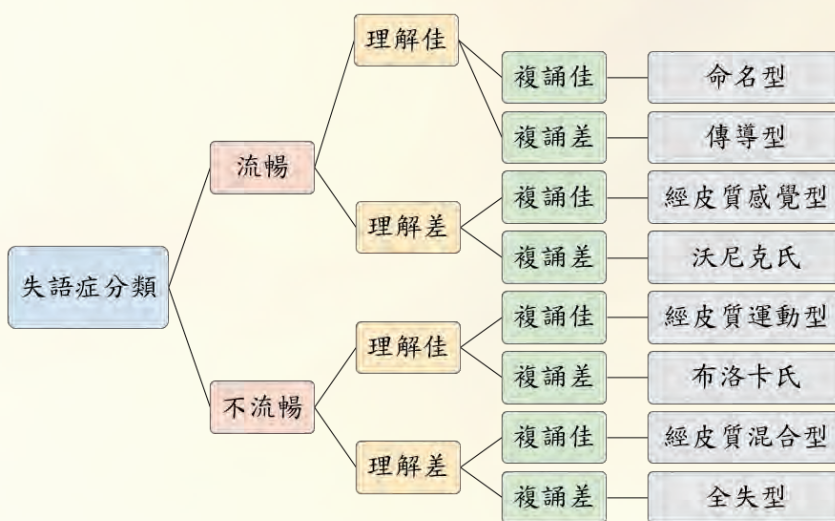 理解佳
複誦佳
命名型
複誦差
傳導型
流暢
理解差
複誦佳
經皮質感覺型
複誦差
沃尼克氏
失語症分類
不流暢
理解佳
複誦佳
經皮質運動型
複誦差
布洛卡氏
理解差
複誦佳
經皮質混合型
複誦差
全失型